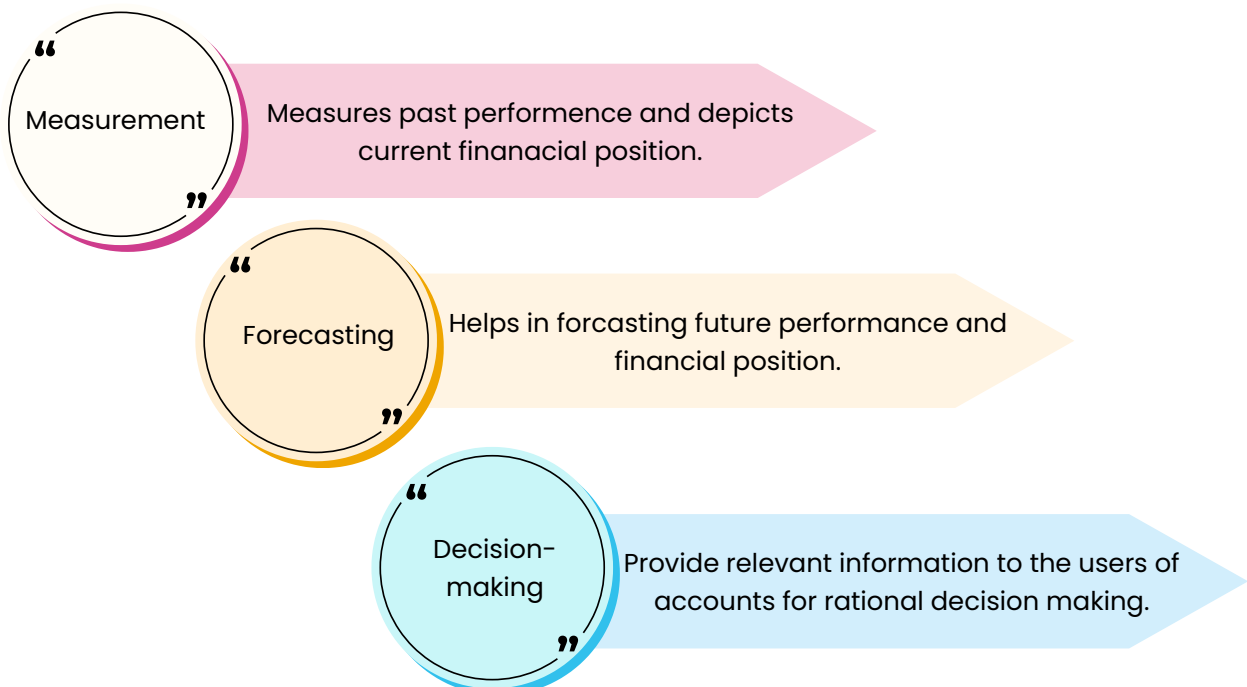 Measurement
Measures past performence and depicts
current finanacial position.
Forecasting
Helps in forcasting future performance and
financial position.
Decision-
making
Provide relevant information to the users of
accounts for rational decision making.